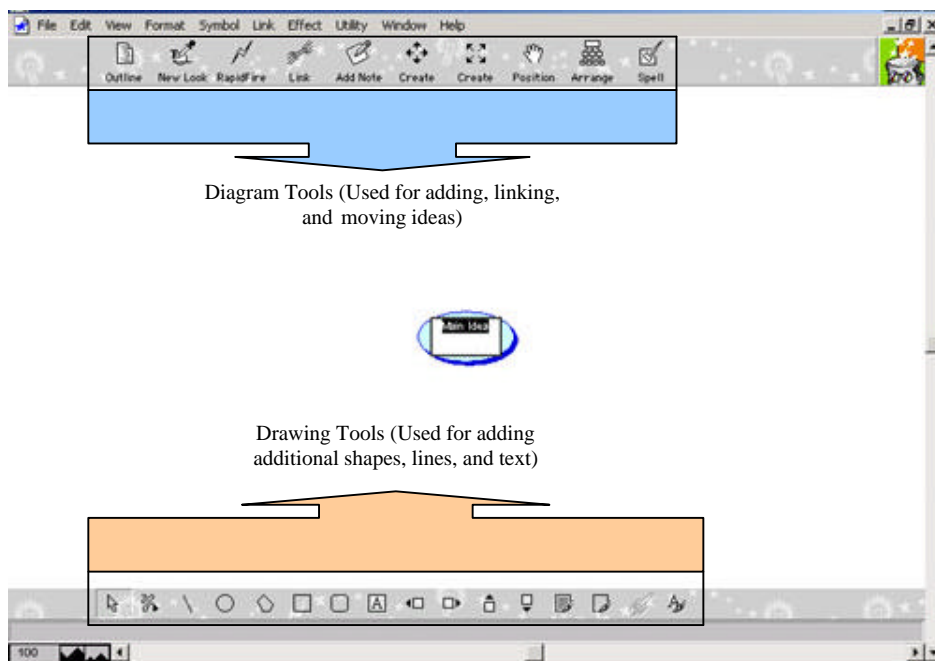 File Edit View Format Symbol Link Effect Utility Window Help
Outline New Look RapidFire Link Add Note Create Create Position Arrange Spell
Diagram Tools (Used for adding, linking,
and moving ideas)
Main Idea
Drawing Tools (Used for adding
additional shapes, lines, and text)
A
100